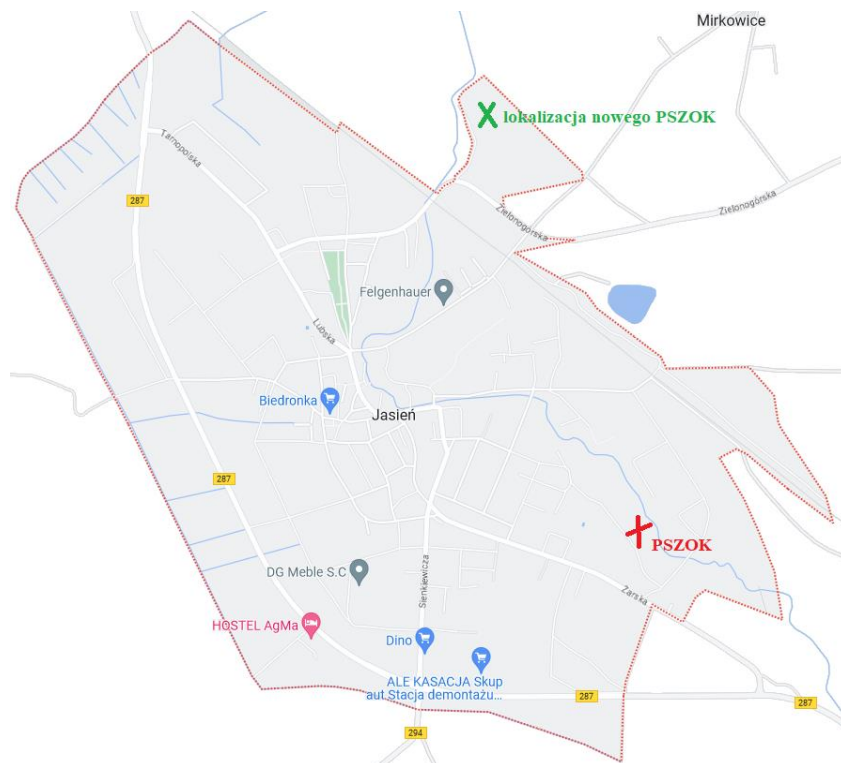 Mirkowice
lokalizacja nowego PSZOK
Tarnopolska
287
Zielonogórska
Zielonogórska
Felgenhauer
Lubska
Biedronka
Jasień
287
PSZOK
DG Meble S.C
Sienkiewicza
Żarska
HOSTEL AgMa
Dino
ALE KASACJA Skup
aut Stacja demontażu...
287
287
294